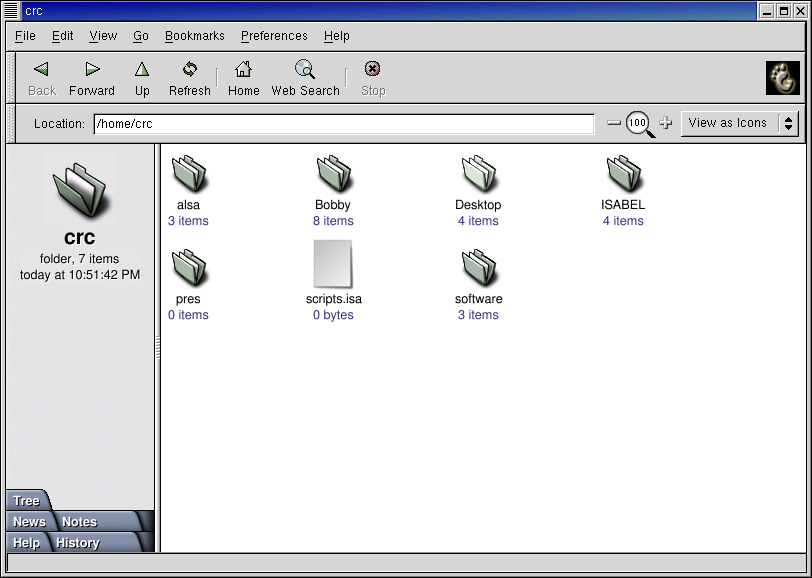 crc
File Edit View Go Bookmarks Preferences Help
Back Forward Up Refresh Home Web Search Stop
Location: /home/crc 100 View as Icons
crc
folder, 7 items
today at 10:51:42 PM
alsa Bobby Desktop ISABEL
3 items 8 items 4 items 4 items
pres scripts.isa software
0 items 0 bytes 3 items
Tree
News Notes
Help History